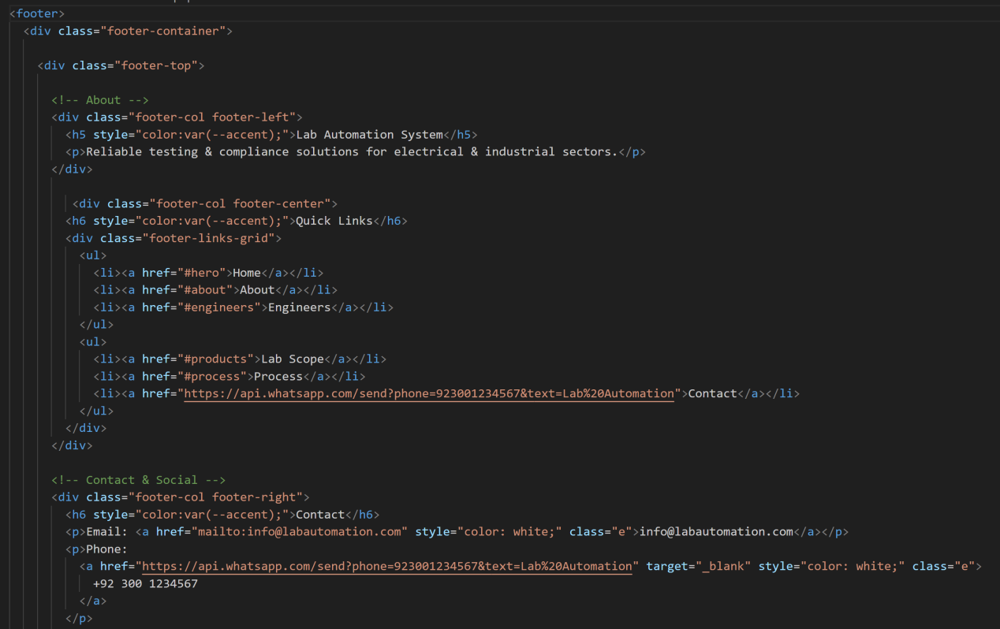 <footer>
<div class="footer-container">
<div class="footer-top">
<!-- About -->
<div class="footer-col footer-left">
<h5 style="color:var(--accent);">Lab Automation System</h5>
<p>Reliable testing & compliance solutions for electrical & industrial sectors.</p>
</div>
<div class="footer-col footer-center">
<h6 style="color:var(--accent);">Quick Links</h6>
<div class="footer-links-grid">
<ul>
<li><a href="#hero">Home</a></li>
<li><a href="#about">About</a></li>
<li><a href="#engineers">Engineers</a></li>
</ul>
<ul>
<li><a href="#products">Lab Scope</a></li>
<li><a href="#process">Process</a></li>
<li><a href="https://api.whatsapp.com/send?phone=923001234567&text=Lab%20Automation">Contact</a></li>
</ul>
</div>
</div>
<!-- Contact & Social -->
<div class="footer-col footer-right">
<h6 style="color:var(--accent);">Contact</h6>
<p>Email: <a href="mailto:info@labautomation.com" style="color: white;" class="e">info@labautomation.com</a></p>
<p>Phone:
<a href="https://api.whatsapp.com/send?phone=923001234567&text=Lab%20Automation" target="_blank" style="color: white;" class="e">
+92 300 1234567
</a>
</p>